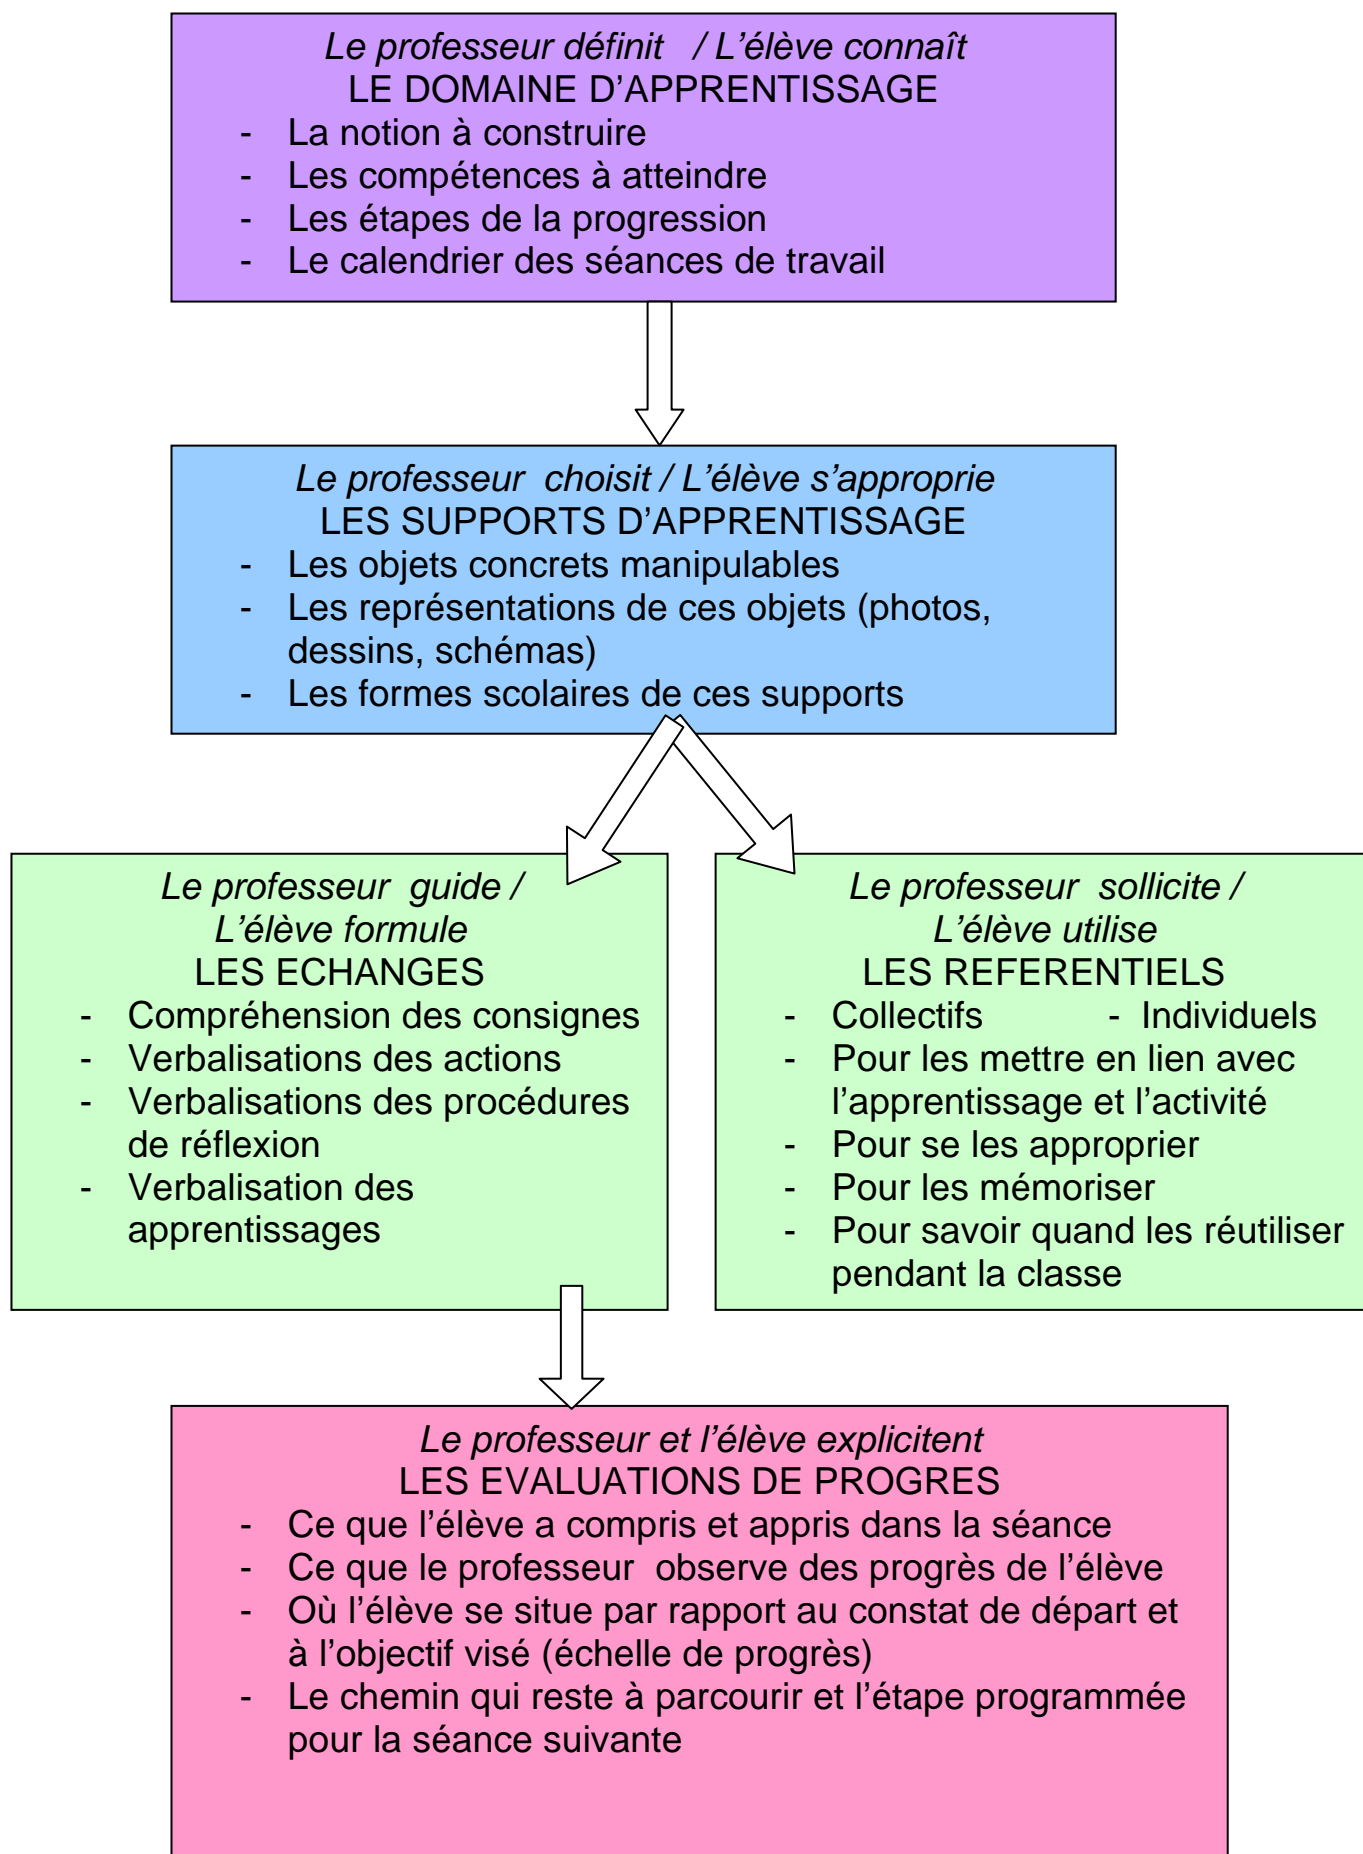 Le professeur définit / L’élève connaît
LE DOMAINE D’APPRENTISSAGE
- La notion à construire
- Les compétences à atteindre
- Les étapes de la progression
- Le calendrier des séances de travail
Le professeur choisit / L’élève s’approprie
LES SUPPORTS D’APPRENTISSAGE
- Les objets concrets manipulables
- Les représentations de ces objets (photos,
dessins, schémas)
- Les formes scolaires de ces supports
Le professeur guide /
L’élève formule
LES ECHANGES
- Compréhension des consignes
- Verbalisations des actions
- Verbalisations des procédures
de réflexion
- Verbalisation des
apprentissages
Le professeur sollicite /
L’élève utilise
LES REFERENTIELS
- Collectifs - Individuels
- Pour les mettre en lien avec
l’apprentissage et l’activité
- Pour se les approprier
- Pour les mémoriser
- Pour savoir quand les réutiliser
pendant la classe
Le professeur et l’élève explicitent
LES EVALUATIONS DE PROGRES
- Ce que l’élève a compris et appris dans la séance
- Ce que le professeur observe des progrès de l’élève
- Où l’élève se situe par rapport au constat de départ et
à l’objectif visé (échelle de progrès)
- Le chemin qui reste à parcourir et l’étape programmée
pour la séance suivante